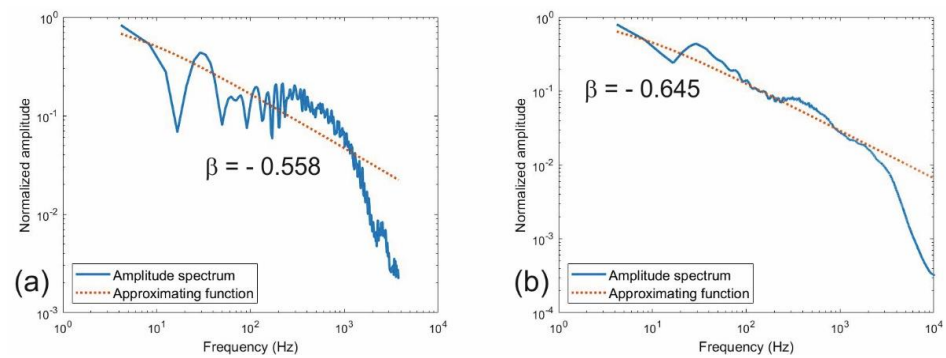 10^0
10^-1
10^-2
10^-3
Normalized amplitude
β = - 0.558
(a)
Amplitude spectrum
Approximating function
10^0 10^1 10^2 10^3 10^4
Frequency (Hz)
10^0
10^-1
10^-2
10^-3
10^-4
Normalized amplitude
β = - 0.645
(b)
Amplitude spectrum
Approximating function
10^0 10^1 10^2 10^3 10^4
Frequency (Hz)